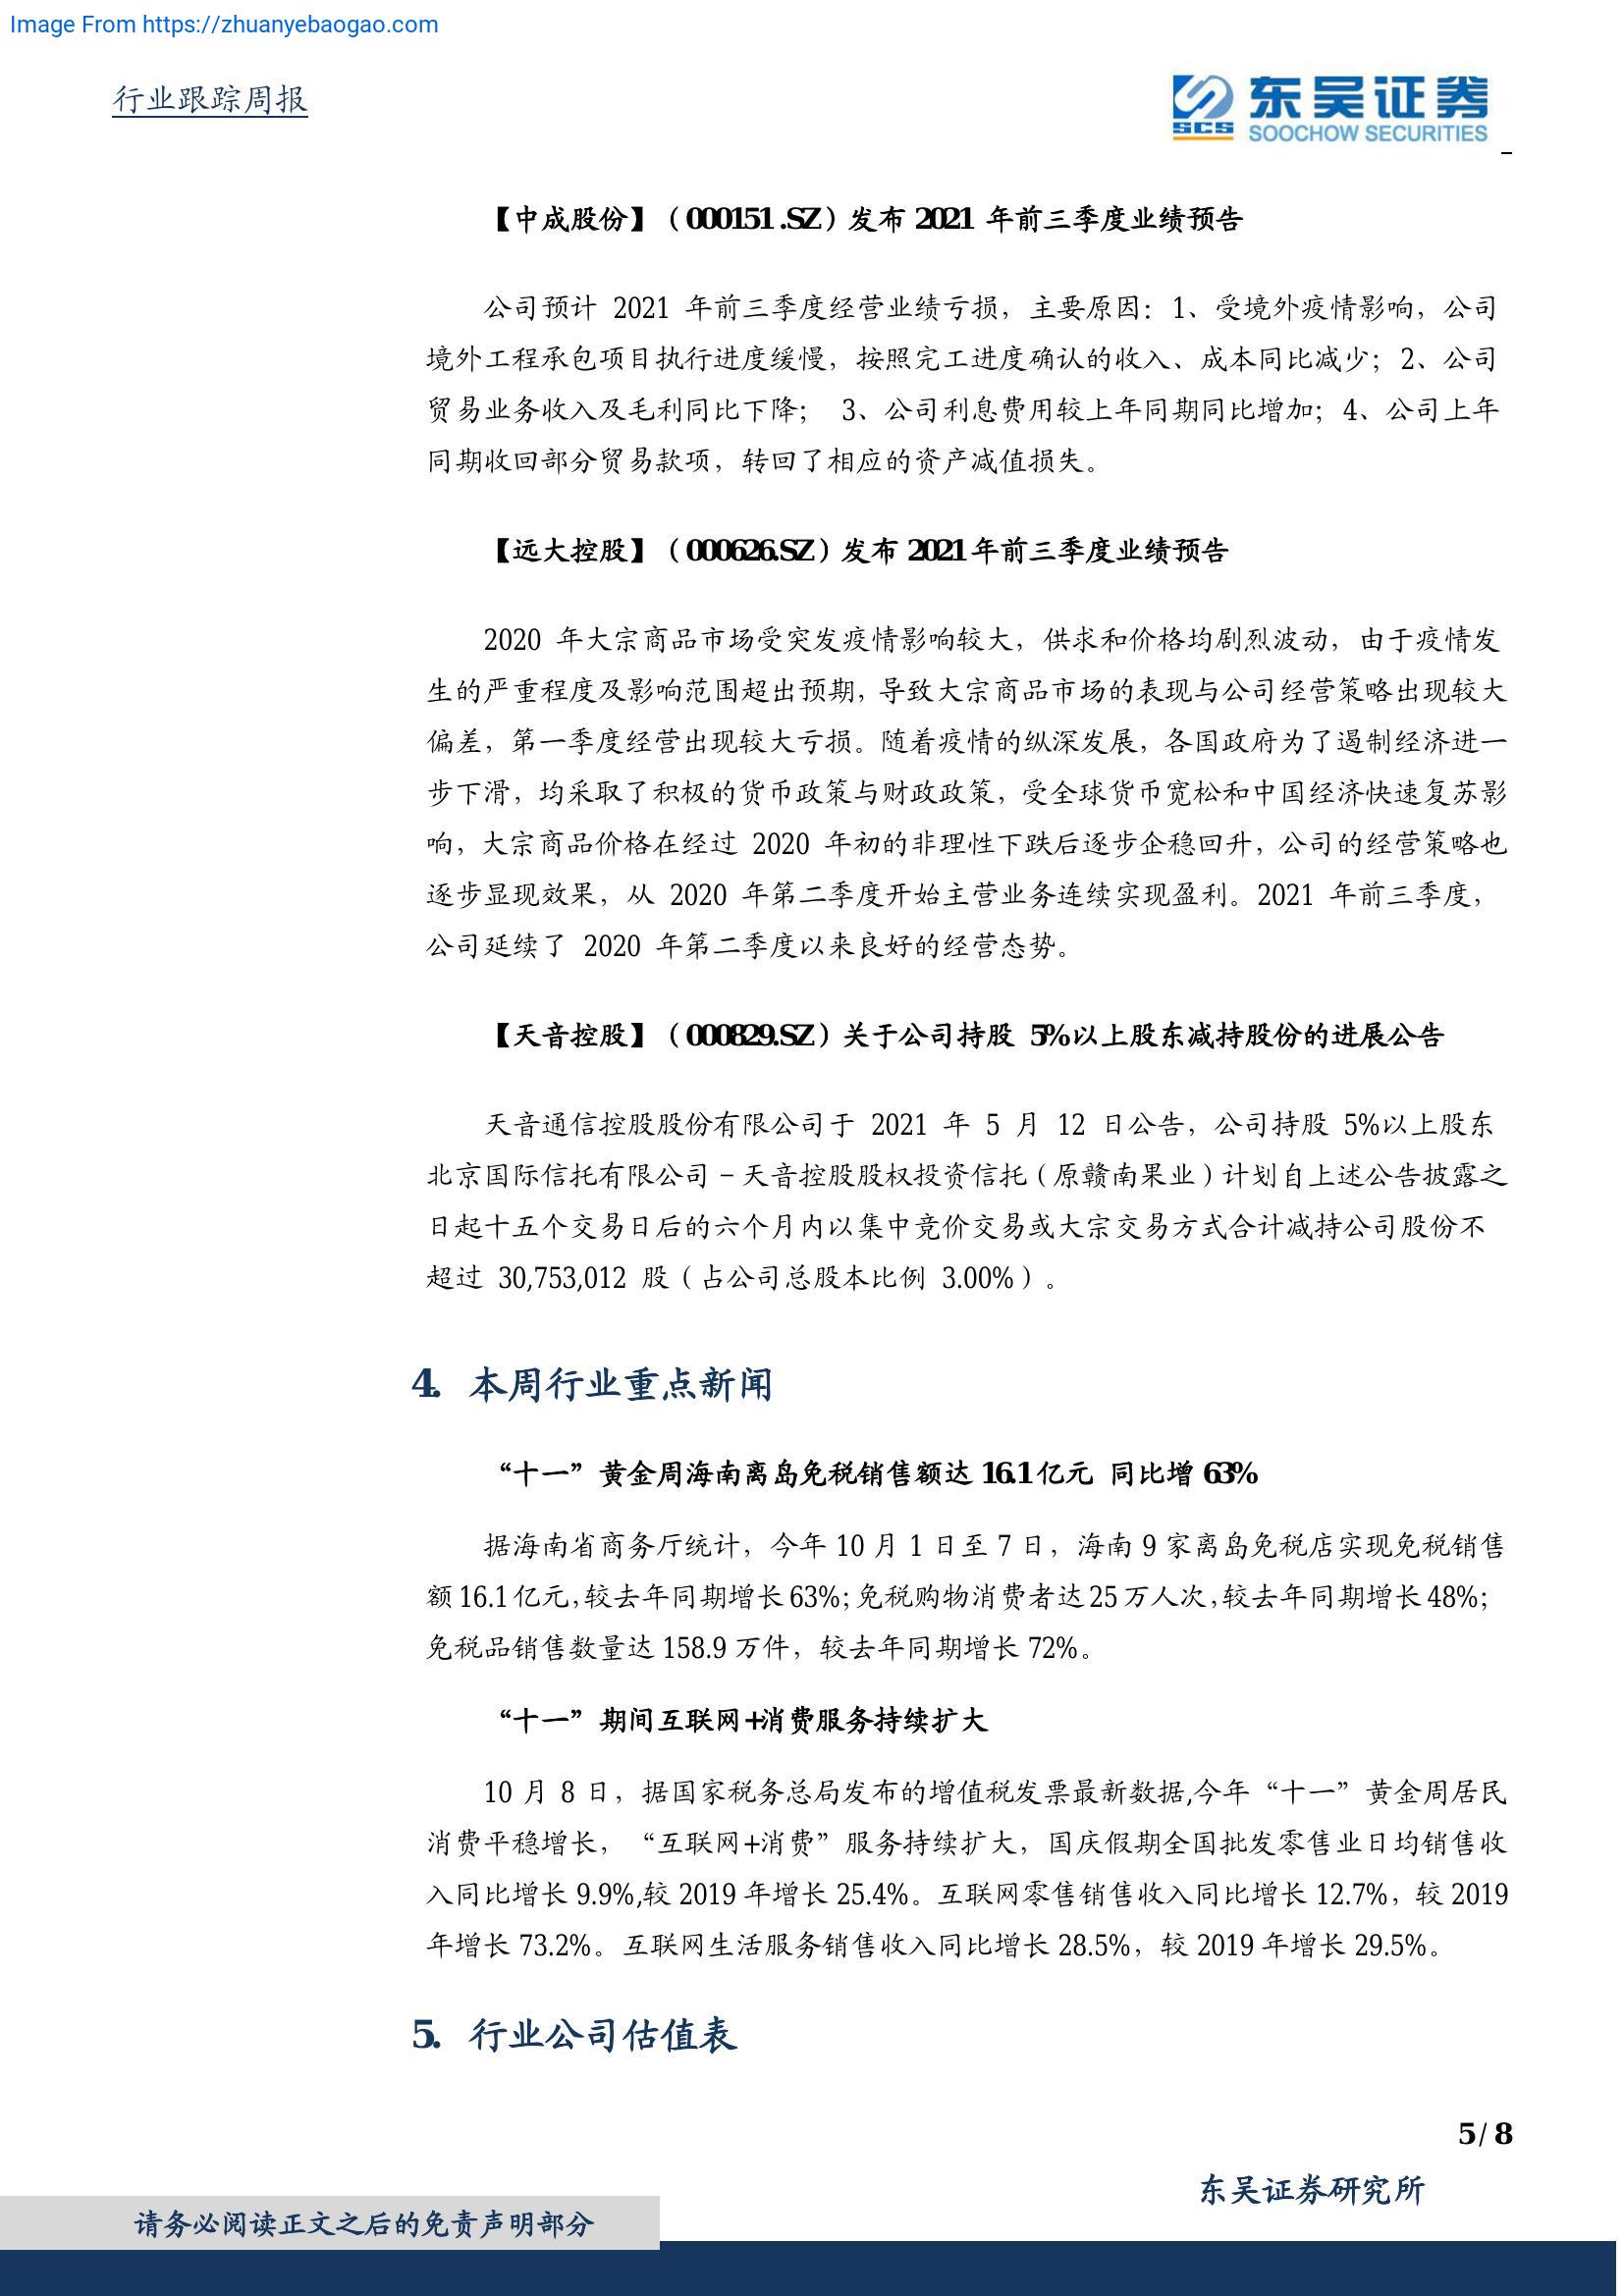 Image From https://zhuanyebaogao.com
行业跟踪周报
东吴证券
SCS
SOOCHOW SECURITIES
【中成股份】（000151.SZ）发布 2021 年前三季度业绩预告
公司预计 2021 年前三季度经营业绩亏损，主要原因：1、受境外疫情影响，公司
境外工程承包项目执行进度缓慢，按照完工进度确认的收入、成本同比减少；2、公司
贸易业务收入及毛利同比下降； 3、公司利息费用较上年同期同比增加；4、公司上年
同期收回部分贸易款项，转回了相应的资产减值损失。
【远大控股】（000626.SZ）发布 2021 年前三季度业绩预告
2020 年大宗商品市场受突发疫情影响较大，供求和价格均剧烈波动，由于疫情发
生的严重程度及影响范围超出预期，导致大宗商品市场的表现与公司经营策略出现较大
偏差，第一季度经营出现较大亏损。随着疫情的纵深发展，各国政府为了遏制经济进一
步下滑，均采取了积极的货币政策与财政政策，受全球货币宽松和中国经济快速复苏影
响，大宗商品价格在经过 2020 年初的非理性下跌后逐步企稳回升，公司的经营策略也
逐步显现效果，从 2020 年第二季度开始主营业务连续实现盈利。2021 年前三季度，
公司延续了 2020 年第二季度以来良好的经营态势。
【天音控股】（000829.SZ）关于公司持股 5%以上股东减持股份的进展公告
天音通信控股股份有限公司于 2021 年 5 月 12 日公告，公司持股 5%以上股东
北京国际信托有限公司－天音控股股权投资信托（原赣南果业）计划自上述公告披露之
日起十五个交易日后的六个月内以集中竞价交易或大宗交易方式合计减持公司股份不
超过 30,753,012 股（占公司总股本比例 3.00%）。
4. 本周行业重点新闻
“十一”黄金周海南离岛免税销售额达 16.1 亿元 同比增 63%
据海南省商务厅统计，今年 10 月 1 日至 7 日，海南 9 家离岛免税店实现免税销售
额 16.1 亿元，较去年同期增长 63%；免税购物消费者达 25 万人次，较去年同期增长 48%；
免税品销售数量达 158.9 万件，较去年同期增长 72%。
“十一”期间互联网+消费服务持续扩大
10 月 8 日，据国家税务总局发布的增值税发票最新数据,今年“十一”黄金周居民
消费平稳增长，“互联网+消费”服务持续扩大，国庆假期全国批发零售业日均销售收
入同比增长 9.9%,较 2019 年增长 25.4%。互联网零售销售收入同比增长 12.7%，较 2019
年增长 73.2%。互联网生活服务销售收入同比增长 28.5%，较 2019 年增长 29.5%。
5. 行业公司估值表
5 / 8
东吴证券研究所
请务必阅读正文之后的免责声明部分